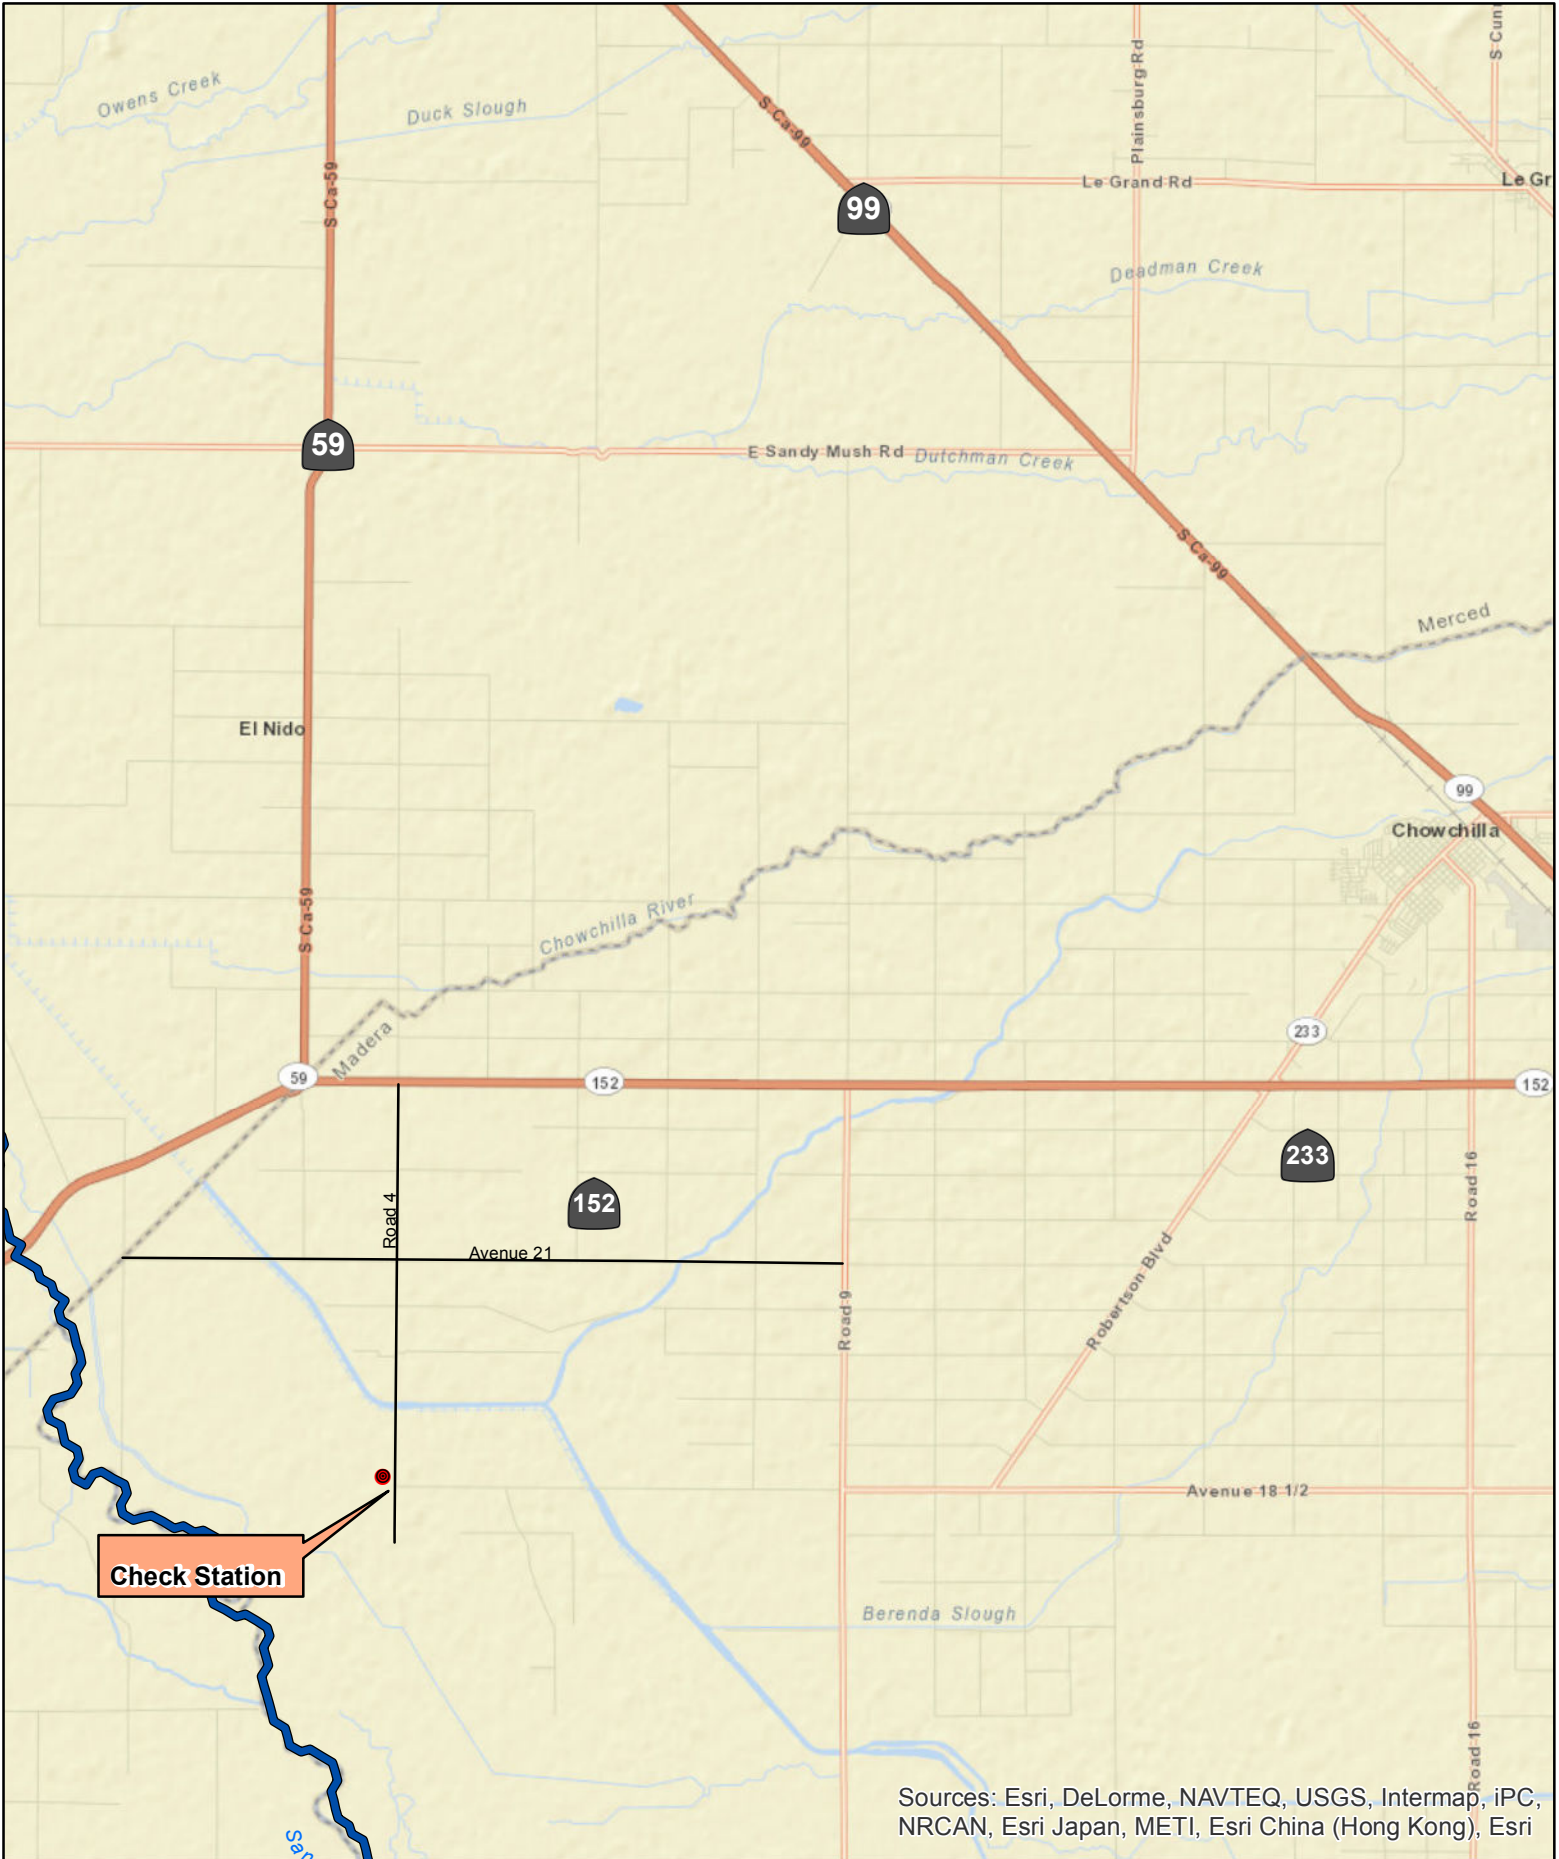 Owens Creek
Duck Slough
S Ca-59
S Ca-99
Plainsburg Rd
Le Grand Rd
99
Deadman Creek
59
E Sandy Mush Rd
Dutchman Creek
S Ca-99
Merced
El Nido
99
Chowchilla
S Ca-59
Chowchilla River
Madera
233
59
152
152
233
152
Road 4
Avenue 21
Road 16
Robertson Blvd
Road 9
Avenue 18 1/2
Check Station
Berenda Slough
Road 16
Sources: Esri, DeLorme, NAVTEQ, USGS, Intermap, iPC,
NRCAN, Esri Japan, METI, Esri China (Hong Kong), Esri